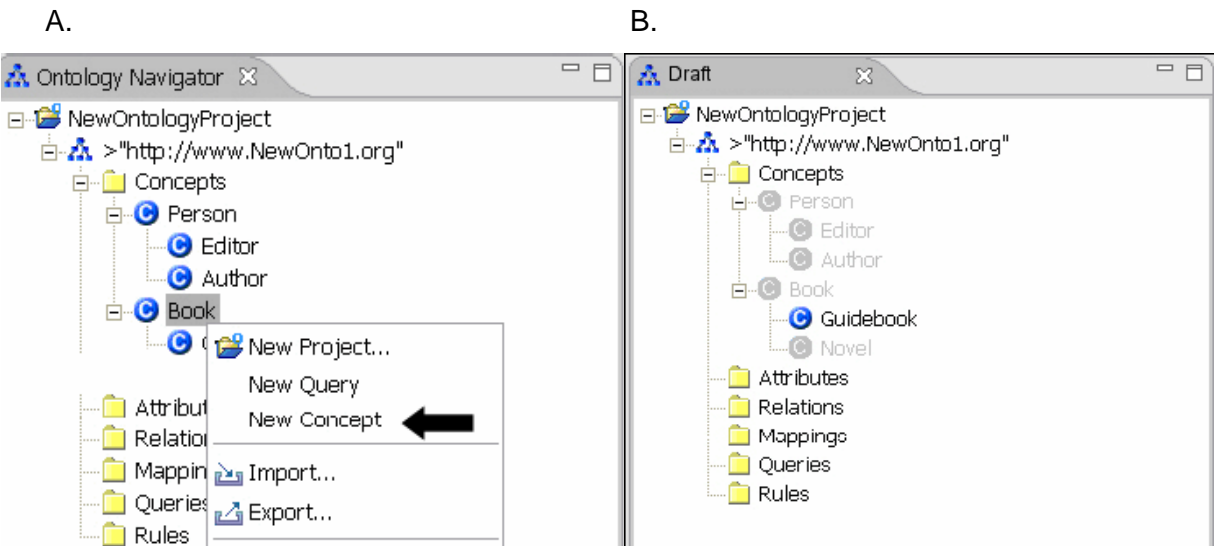 A.
Ontology Navigator
NewOntologyProject
>"http://www.NewOnto1.org"
Concepts
Person
Editor
Author
Book
New Project...
New Query
New Concept
Attribut
Relation
Import...
Mappin
Queries
Export...
Rules
B.
Draft
NewOntologyProject
>"http://www.NewOnto1.org"
Concepts
Person
Editor
Author
Book
Guidebook
Novel
Attributes
Relations
Mappings
Queries
Rules